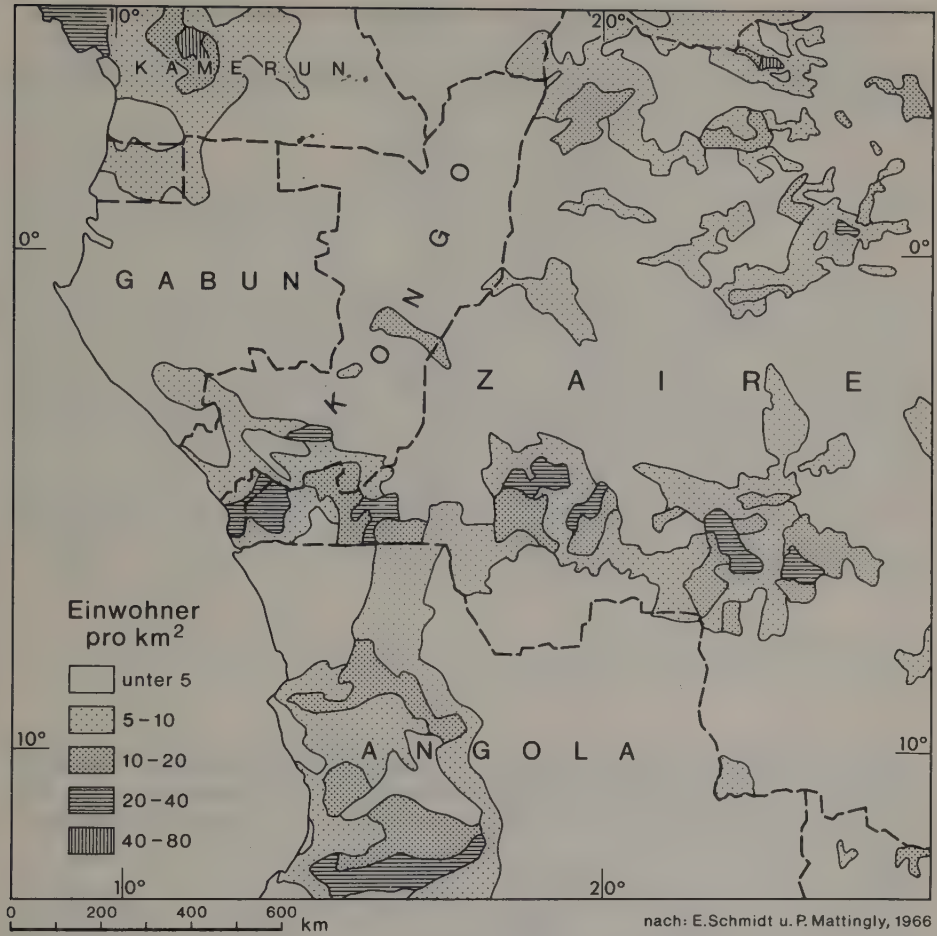 10°
20°
KAMERUN
KONGO
0°
0°
GABUN
ZAIRE
Einwohner
pro km²
unter 5
5–10
10–20
20–40
40–80
10°
ANGOLA
10°
10°
20°
0 200 400 600 km
nach: E.Schmidt u. P. Mattingly, 1966